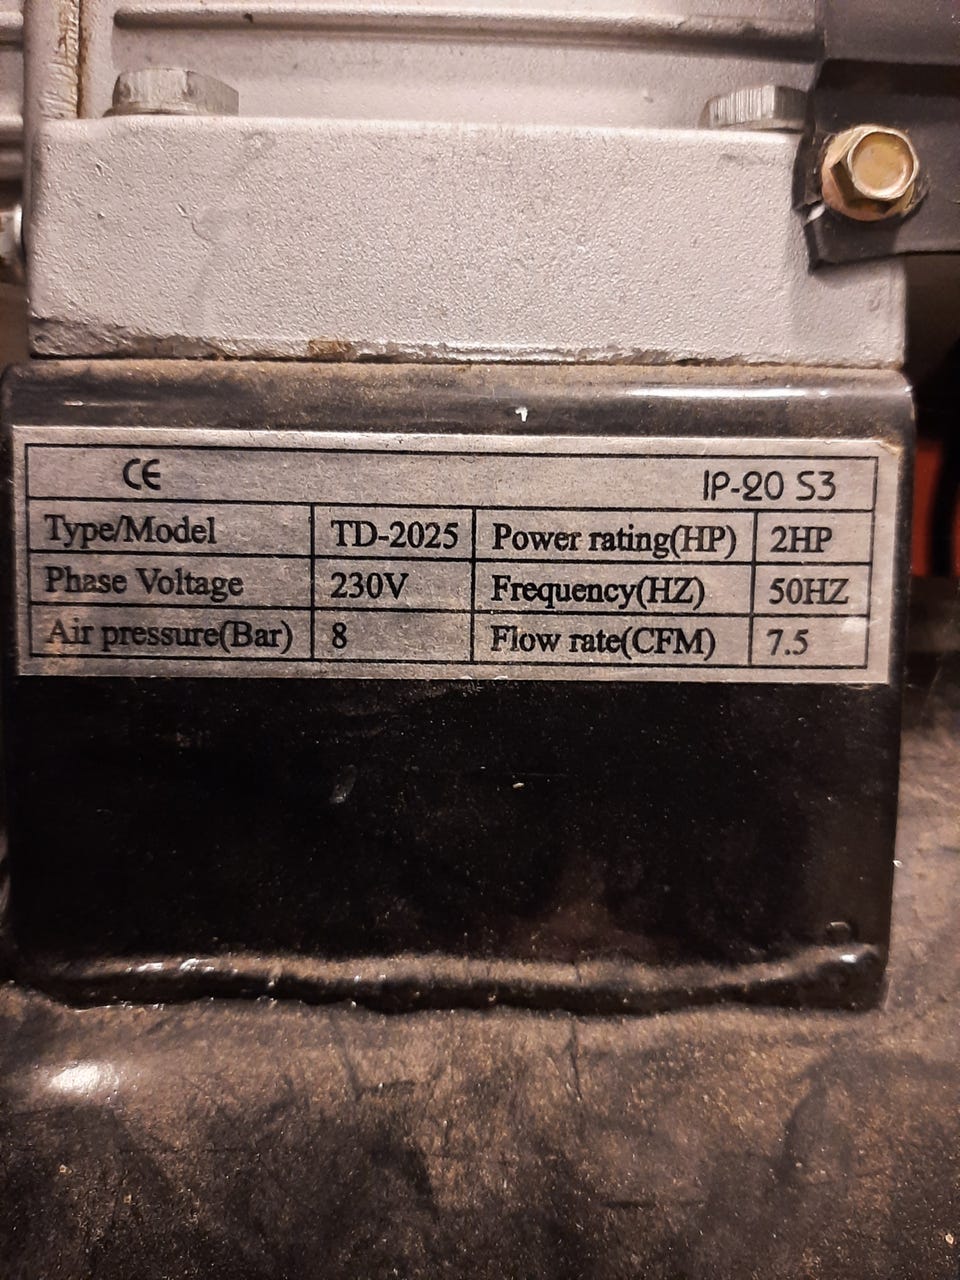 CE IP-20 S3
Type/Model TD-2025 Power rating(HP) 2HP
Phase Voltage 230V Frequency(HZ) 50HZ
Air pressure(Bar) 8 Flow rate(CFM) 7.5